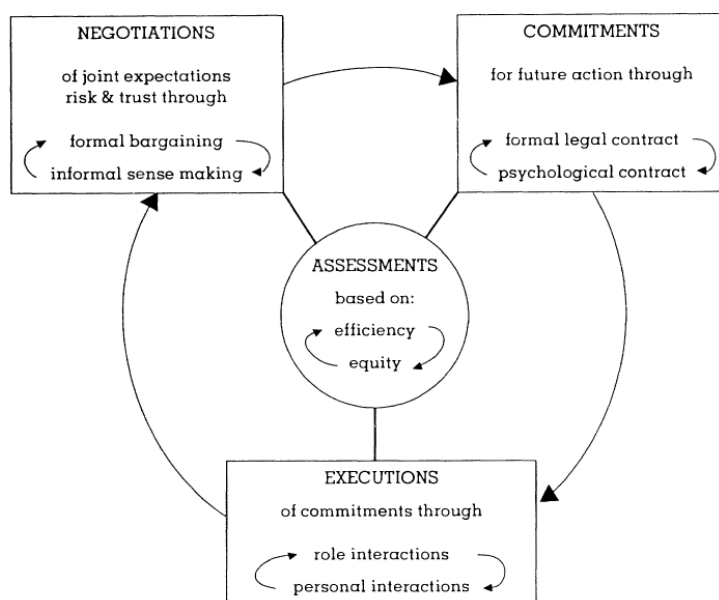 NEGOTIATIONS
of joint expectations
risk & trust through
formal bargaining
informal sense making
COMMITMENTS
for future action through
formal legal contract
psychological contract
ASSESSMENTS
based on:
efficiency
equity
EXECUTIONS
of commitments through
role interactions
personal interactions